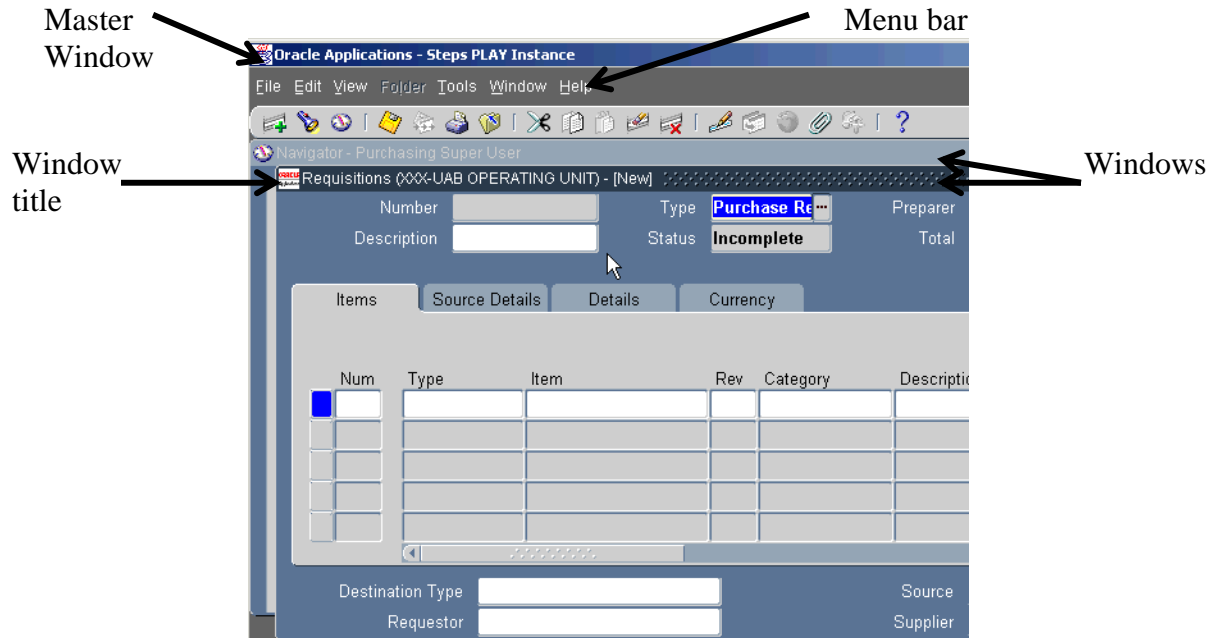 Master
Window
Menu bar
Oracle Applications - Steps PLAY Instance
File Edit View Folder Tools Window Help
Navigator - Purchasing Super User
Window
title
Windows
Requisitions (XXX-UAB OPERATING UNIT) - [New]
Number Type Purchase Re Preparer
Description Status Incomplete Total
Items Source Details Details Currency
Num Type Item Rev Category Descriptio
Destination Type Source
Requestor Supplier